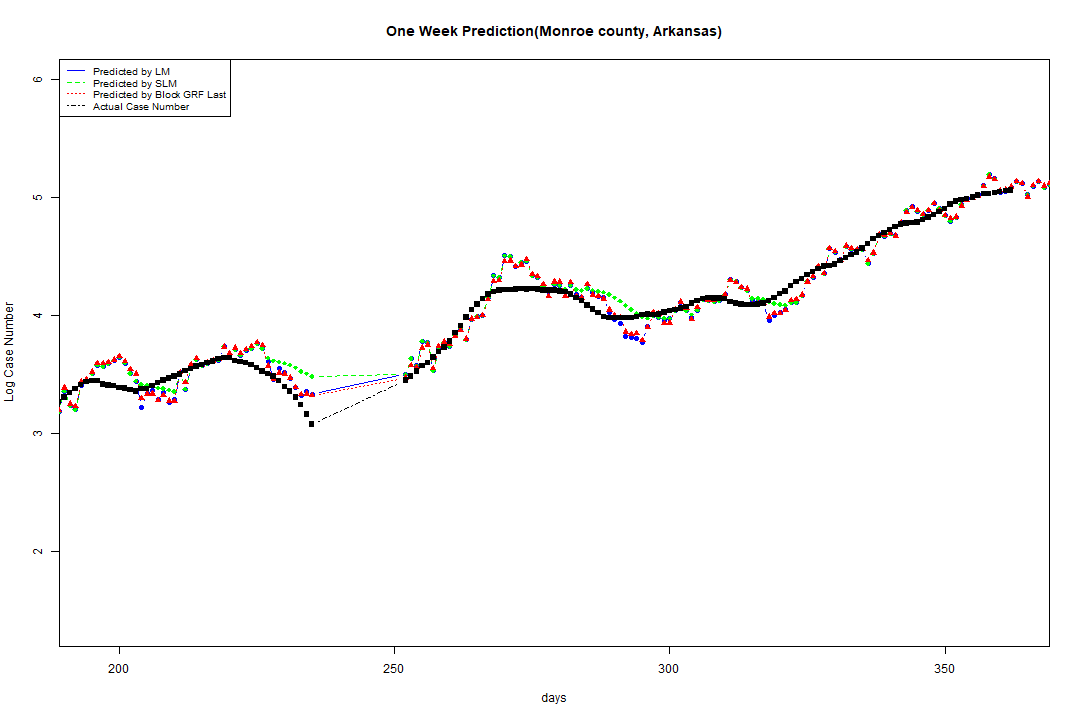 One Week Prediction(Monroe county, Arkansas)
Predicted by LM
Predicted by SLM
Predicted by Block GRF Last
Actual Case Number
6
5
4
3
2
Log Case Number
200 250 300 350
days